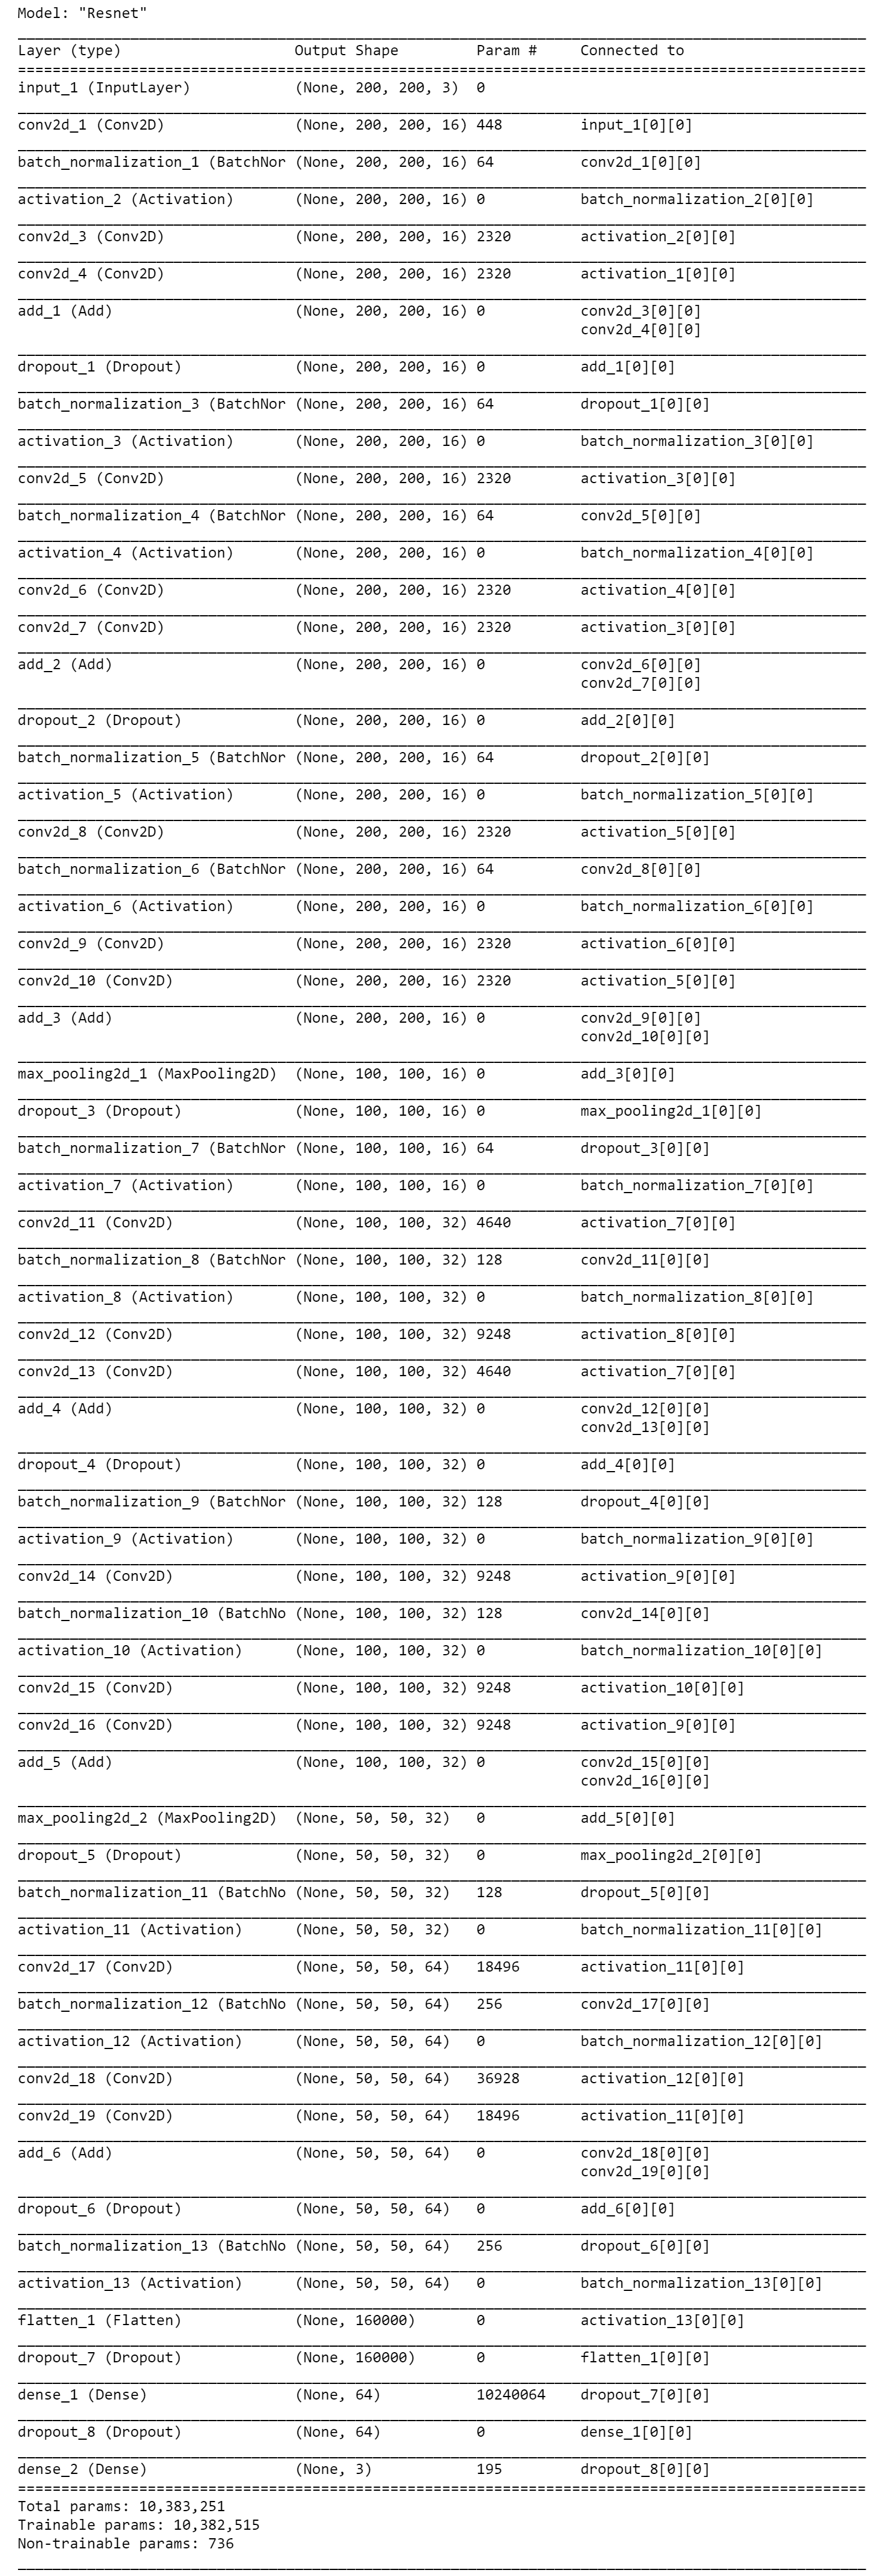 Model: "Resnet"
Layer (type) Output Shape Param # Connected to
input_1 (InputLayer) (None, 200, 200, 3) 0
conv2d_1 (Conv2D) (None, 200, 200, 16) 448 input_1[0][0]
batch_normalization_1 (BatchNor (None, 200, 200, 16) 64 conv2d_1[0][0]
activation_2 (Activation) (None, 200, 200, 16) 0 batch_normalization_2[0][0]
conv2d_3 (Conv2D) (None, 200, 200, 16) 2320 activation_2[0][0]
conv2d_4 (Conv2D) (None, 200, 200, 16) 2320 activation_1[0][0]
add_1 (Add) (None, 200, 200, 16) 0 conv2d_3[0][0]
conv2d_4[0][0]
dropout_1 (Dropout) (None, 200, 200, 16) 0 add_1[0][0]
batch_normalization_3 (BatchNor (None, 200, 200, 16) 64 dropout_1[0][0]
activation_3 (Activation) (None, 200, 200, 16) 0 batch_normalization_3[0][0]
conv2d_5 (Conv2D) (None, 200, 200, 16) 2320 activation_3[0][0]
batch_normalization_4 (BatchNor (None, 200, 200, 16) 64 conv2d_5[0][0]
activation_4 (Activation) (None, 200, 200, 16) 0 batch_normalization_4[0][0]
conv2d_6 (Conv2D) (None, 200, 200, 16) 2320 activation_4[0][0]
conv2d_7 (Conv2D) (None, 200, 200, 16) 2320 activation_3[0][0]
add_2 (Add) (None, 200, 200, 16) 0 conv2d_6[0][0]
conv2d_7[0][0]
dropout_2 (Dropout) (None, 200, 200, 16) 0 add_2[0][0]
batch_normalization_5 (BatchNor (None, 200, 200, 16) 64 dropout_2[0][0]
activation_5 (Activation) (None, 200, 200, 16) 0 batch_normalization_5[0][0]
conv2d_8 (Conv2D) (None, 200, 200, 16) 2320 activation_5[0][0]
batch_normalization_6 (BatchNor (None, 200, 200, 16) 64 conv2d_8[0][0]
activation_6 (Activation) (None, 200, 200, 16) 0 batch_normalization_6[0][0]
conv2d_9 (Conv2D) (None, 200, 200, 16) 2320 activation_6[0][0]
conv2d_10 (Conv2D) (None, 200, 200, 16) 2320 activation_5[0][0]
add_3 (Add) (None, 200, 200, 16) 0 conv2d_9[0][0]
conv2d_10[0][0]
max_pooling2d_1 (MaxPooling2D) (None, 100, 100, 16) 0 add_3[0][0]
dropout_3 (Dropout) (None, 100, 100, 16) 0 max_pooling2d_1[0][0]
batch_normalization_7 (BatchNor (None, 100, 100, 16) 64 dropout_3[0][0]
activation_7 (Activation) (None, 100, 100, 16) 0 batch_normalization_7[0][0]
conv2d_11 (Conv2D) (None, 100, 100, 32) 4640 activation_7[0][0]
batch_normalization_8 (BatchNor (None, 100, 100, 32) 128 conv2d_11[0][0]
activation_8 (Activation) (None, 100, 100, 32) 0 batch_normalization_8[0][0]
conv2d_12 (Conv2D) (None, 100, 100, 32) 9248 activation_8[0][0]
conv2d_13 (Conv2D) (None, 100, 100, 32) 4640 activation_7[0][0]
add_4 (Add) (None, 100, 100, 32) 0 conv2d_12[0][0]
conv2d_13[0][0]
dropout_4 (Dropout) (None, 100, 100, 32) 0 add_4[0][0]
batch_normalization_9 (BatchNor (None, 100, 100, 32) 128 dropout_4[0][0]
activation_9 (Activation) (None, 100, 100, 32) 0 batch_normalization_9[0][0]
conv2d_14 (Conv2D) (None, 100, 100, 32) 9248 activation_9[0][0]
batch_normalization_10 (BatchNo (None, 100, 100, 32) 128 conv2d_14[0][0]
activation_10 (Activation) (None, 100, 100, 32) 0 batch_normalization_10[0][0]
conv2d_15 (Conv2D) (None, 100, 100, 32) 9248 activation_10[0][0]
conv2d_16 (Conv2D) (None, 100, 100, 32) 9248 activation_9[0][0]
add_5 (Add) (None, 100, 100, 32) 0 conv2d_15[0][0]
conv2d_16[0][0]
max_pooling2d_2 (MaxPooling2D) (None, 50, 50, 32) 0 add_5[0][0]
dropout_5 (Dropout) (None, 50, 50, 32) 0 max_pooling2d_2[0][0]
batch_normalization_11 (BatchNo (None, 50, 50, 32) 128 dropout_5[0][0]
activation_11 (Activation) (None, 50, 50, 32) 0 batch_normalization_11[0][0]
conv2d_17 (Conv2D) (None, 50, 50, 64) 18496 activation_11[0][0]
batch_normalization_12 (BatchNo (None, 50, 50, 64) 256 conv2d_17[0][0]
activation_12 (Activation) (None, 50, 50, 64) 0 batch_normalization_12[0][0]
conv2d_18 (Conv2D) (None, 50, 50, 64) 36928 activation_12[0][0]
conv2d_19 (Conv2D) (None, 50, 50, 64) 18496 activation_11[0][0]
add_6 (Add) (None, 50, 50, 64) 0 conv2d_18[0][0]
conv2d_19[0][0]
dropout_6 (Dropout) (None, 50, 50, 64) 0 add_6[0][0]
batch_normalization_13 (BatchNo (None, 50, 50, 64) 256 dropout_6[0][0]
activation_13 (Activation) (None, 50, 50, 64) 0 batch_normalization_13[0][0]
flatten_1 (Flatten) (None, 160000) 0 activation_13[0][0]
dropout_7 (Dropout) (None, 160000) 0 flatten_1[0][0]
dense_1 (Dense) (None, 64) 10240064 dropout_7[0][0]
dropout_8 (Dropout) (None, 64) 0 dense_1[0][0]
dense_2 (Dense) (None, 3) 195 dropout_8[0][0]
Total params: 10,383,251
Trainable params: 10,382,515
Non-trainable params: 736